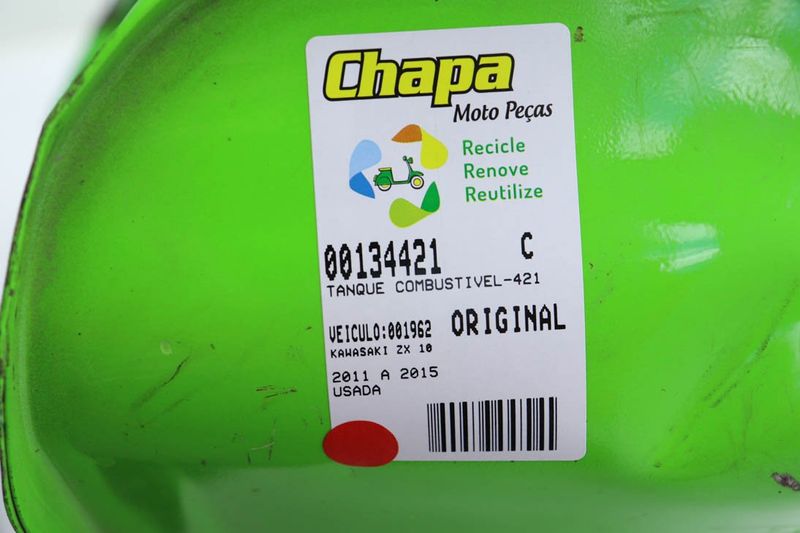 Chapa
Moto Peças
Recicle
Renove
Reutilize
00134421 C
TANQUE COMBUSTIVEL-421
VEICULO:001962 ORIGINAL
KAWASAKI ZX 10
2011 A 2015
USADA